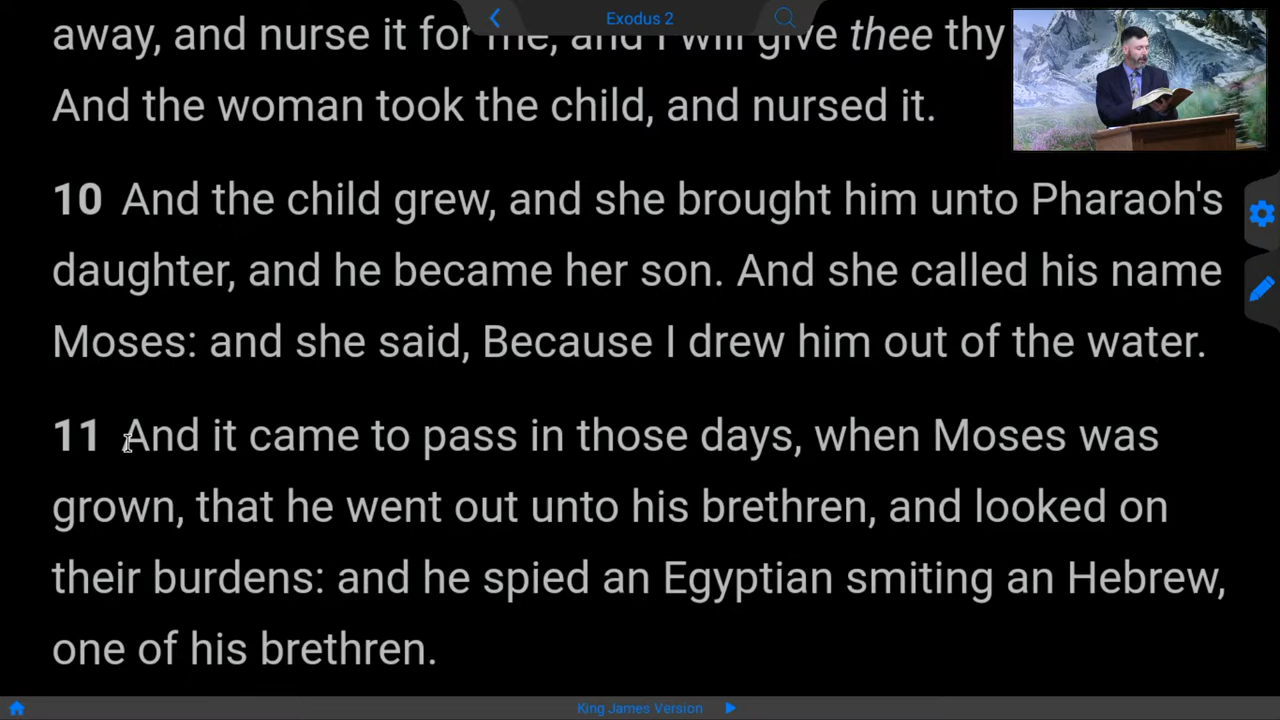 Exodus 2
away, and nurse it for me, and I will give thee thy
And the woman took the child, and nursed it.
10 And the child grew, and she brought him unto Pharaoh's
daughter, and he became her son. And she called his name
Moses: and she said, Because I drew him out of the water.
11 And it came to pass in those days, when Moses was
grown, that he went out unto his brethren, and looked on
their burdens: and he spied an Egyptian smiting an Hebrew,
one of his brethren.
King James Version